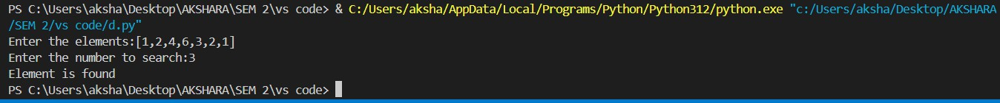 PS C:\Users\aksha\Desktop\AKSHARA\SEM 2\vs code> & C:/Users/aksha/AppData/Local/Programs/Python/Python312/python.exe "c:/Users/aksha/Desktop/AKSHARA
/SEM 2/vs code/d.py"
Enter the elements:[1,2,4,6,3,2,1]
Enter the number to search:3
Element is found
PS C:\Users\aksha\Desktop\AKSHARA\SEM 2\vs code>